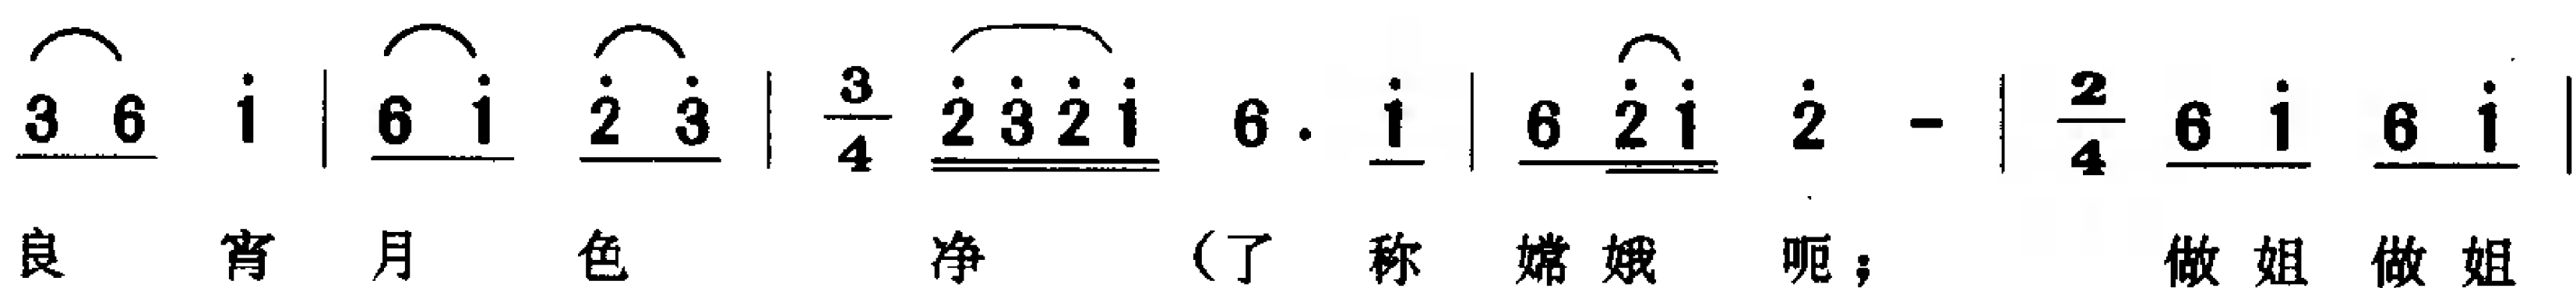 3 6 i̇ | 6 i̇ 2̇ 3̇ | 3/4 2̇ 3̇ 2̇ i̇ 6 . i̇ | 6 2̇ i̇ 2̇ - | 2/4 6 i̇ 6 i̇ |
良 宵 月 色 净 (了 称 嫦 娥 呃； 做 姐 做 姐